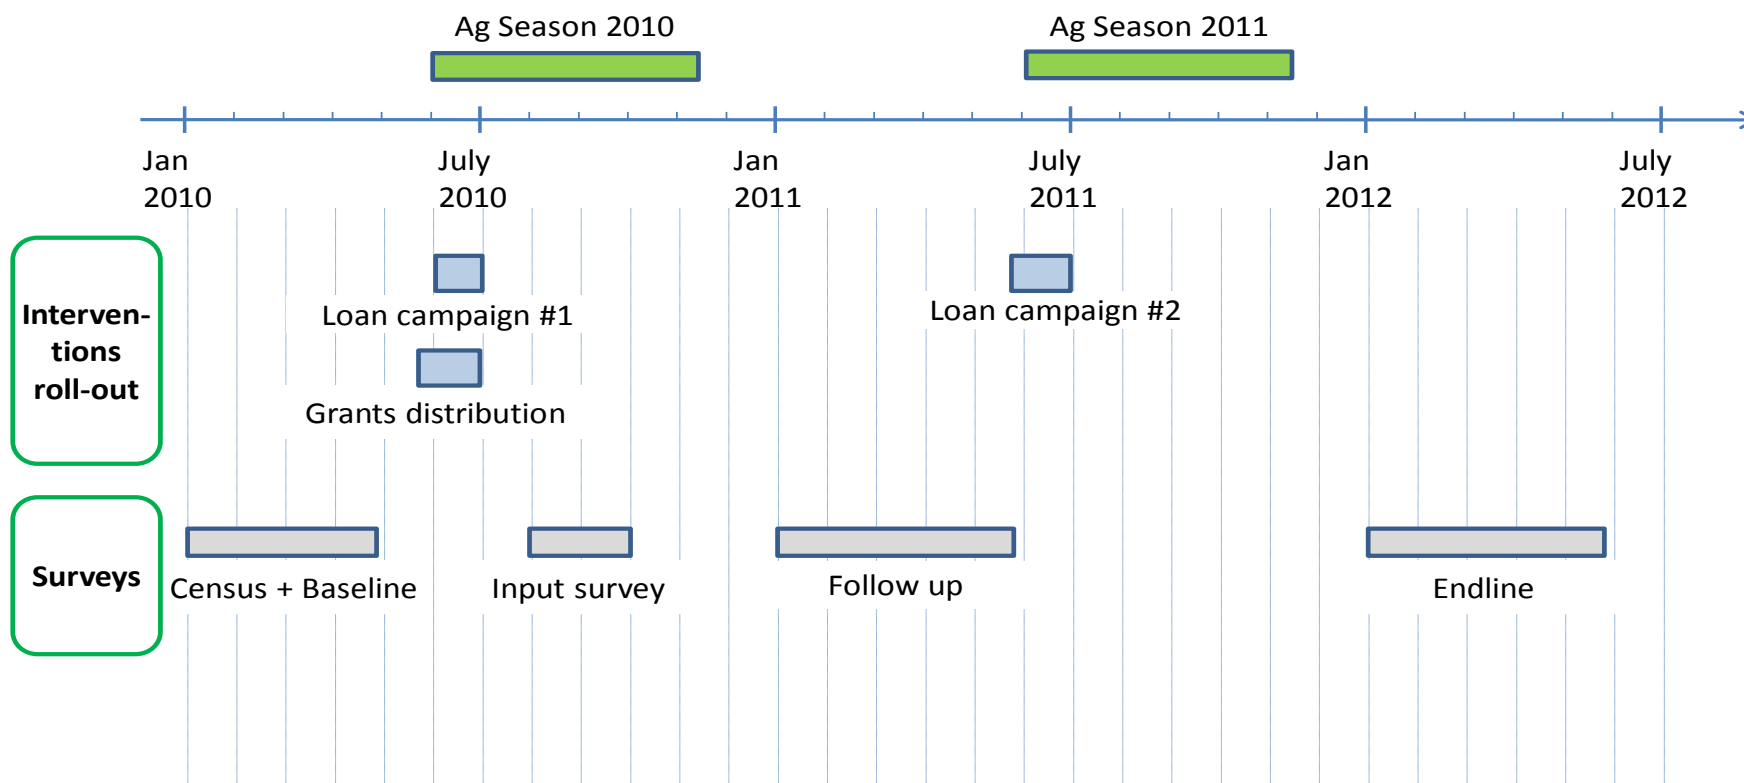 Ag Season 2010
Ag Season 2011
Jan
2010
July
2010
Jan
2011
July
2011
Jan
2012
July
2012
Interven-
tions
roll-out
Loan campaign #1
Loan campaign #2
Grants distribution
Surveys
Census + Baseline
Input survey
Follow up
Endline